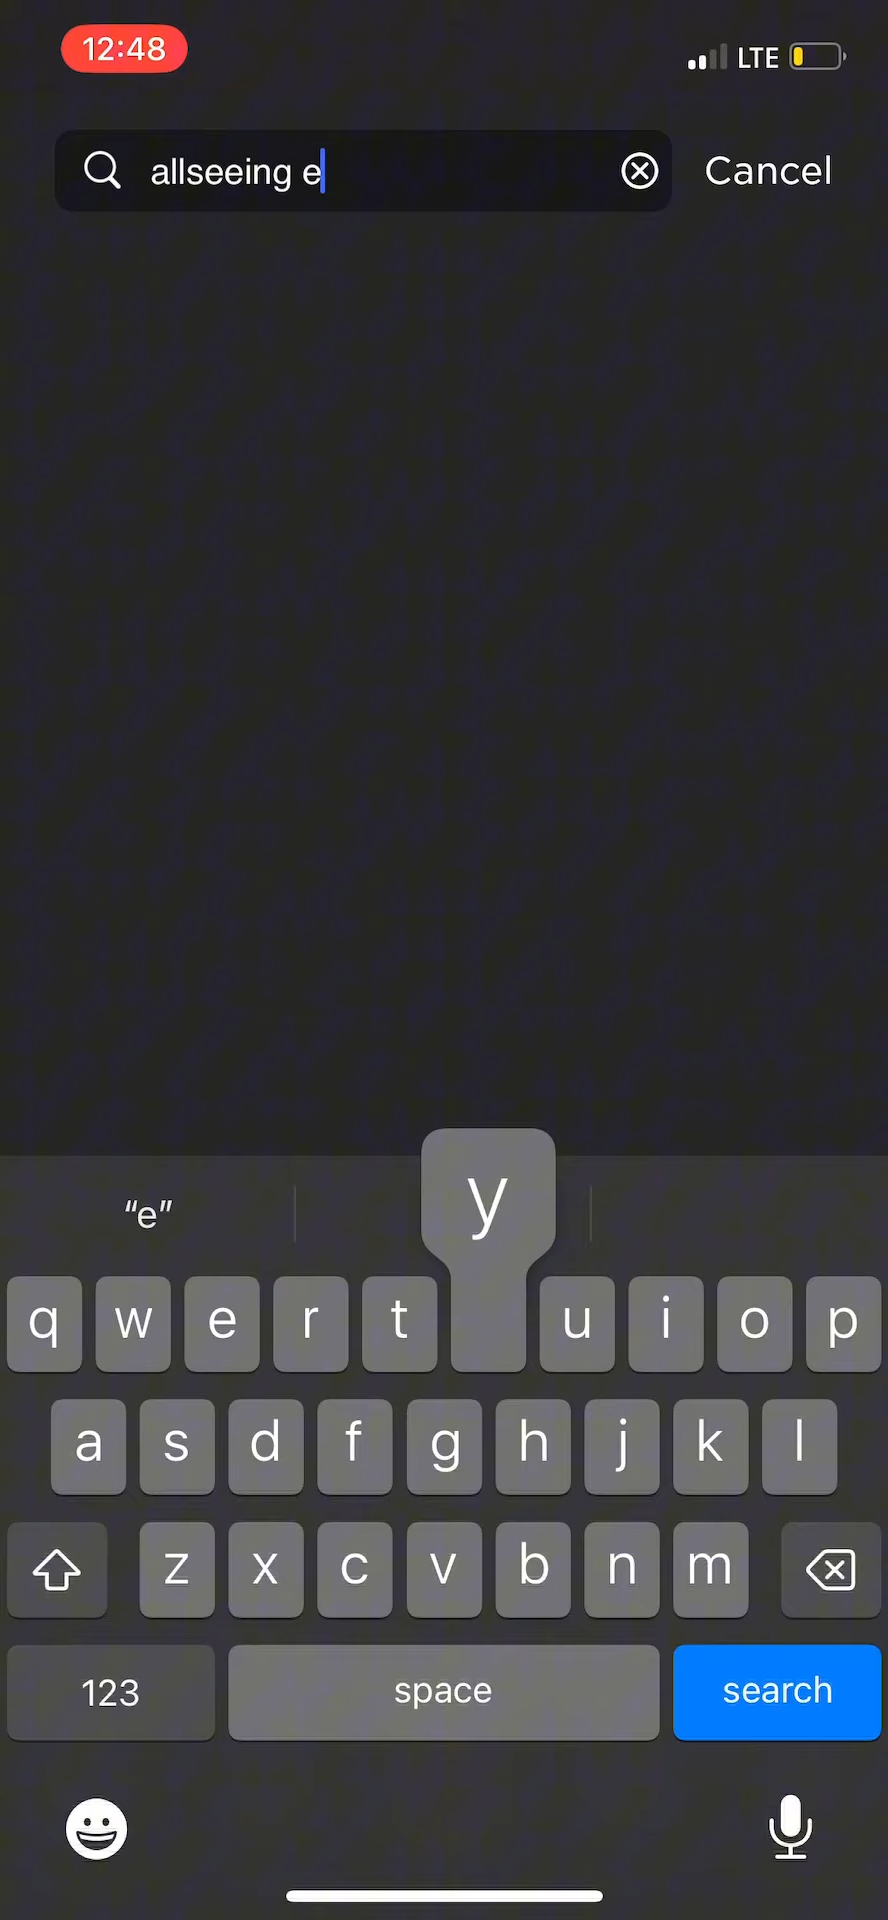 12:48 LTE
allseeing e Cancel
“e”
y
q w e r t u i o p
a s d f g h j k l
z x c v b n m
123 space search